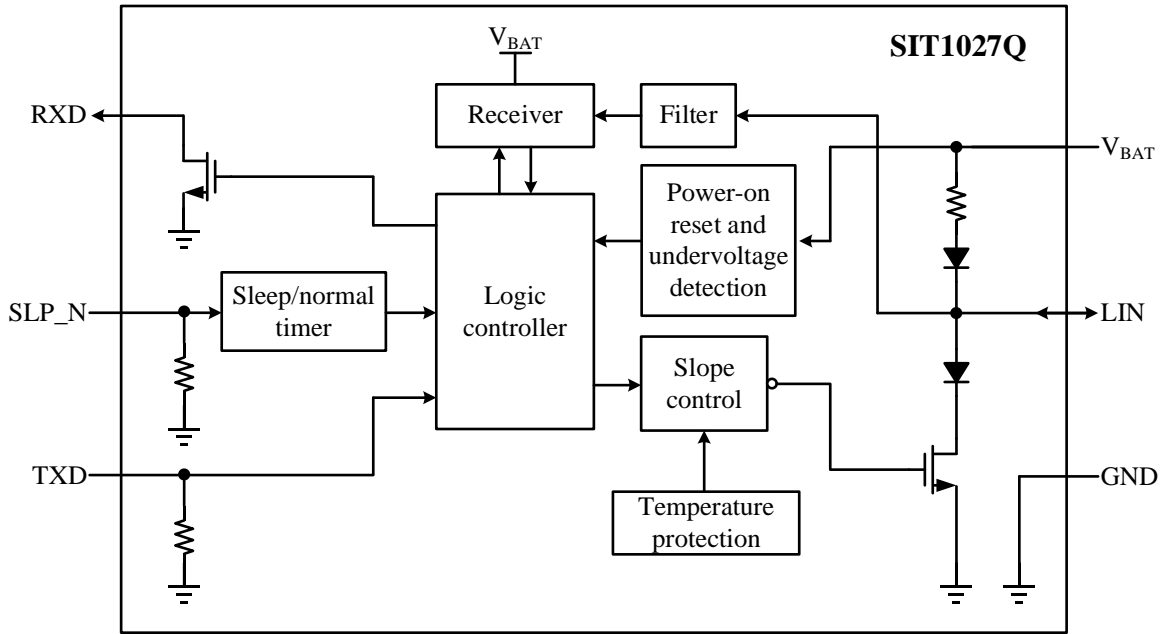 SIT1027Q
V_BAT
RXD
Receiver
Filter
V_BAT
Power-on
reset and
undervoltage
detection
SLP_N
Sleep/normal
timer
Logic
controller
LIN
Slope
control
TXD
GND
Temperature
protection